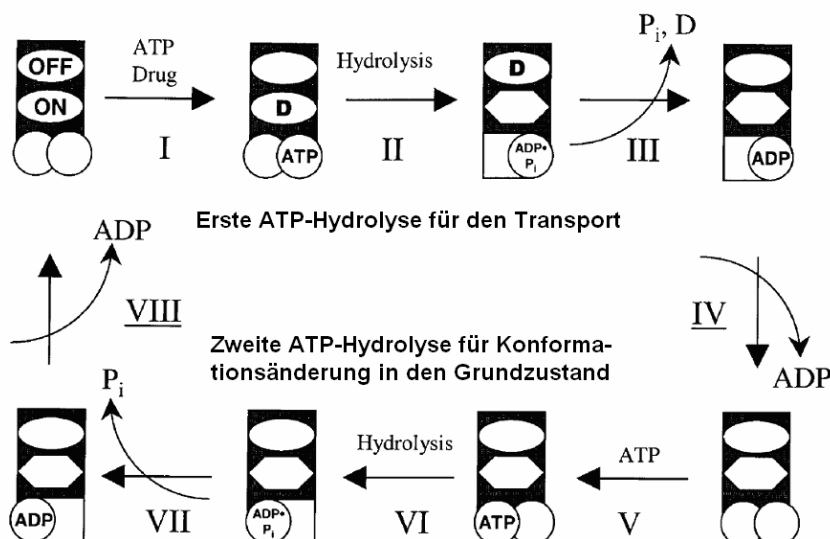 OFF
ON
ATP
Drug
I
D
ATP
Hydrolysis
II
D
ADP•
Pi
Pi, D
III
ADP
Erste ATP-Hydrolyse für den Transport
ADP
VIII
IV
ADP
Zweite ATP-Hydrolyse für Konforma-
tionsänderung in den Grundzustand
ADP
Pi
VII
ADP•
Pi
Hydrolysis
VI
ATP
ATP
V